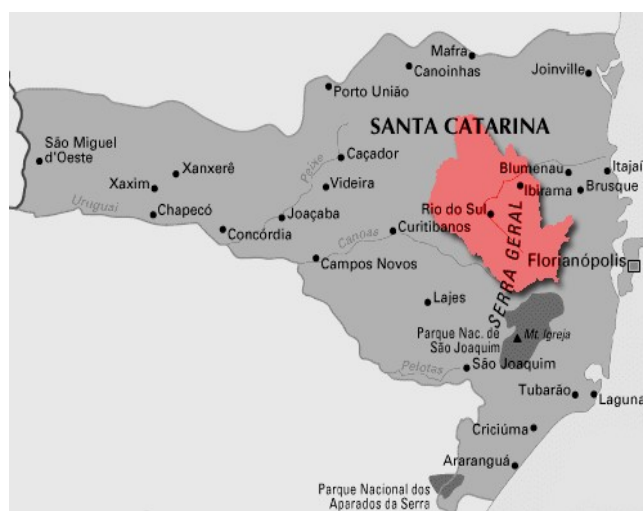 Mafra
Canoinhas
Joinville
Porto União
SANTA CATARINA
São Miguel
d'Oeste
Caçador
Peixe
Blumenau
Itajaí
Xanxerê
Xaxim
Videira
Ibirama
Brusque
Uruguai
Chapecó
Joaçaba
Rio do Sul
Curitibanos
Concórdia
Canoas
SERRA GERAL
Florianópolis
Campos Novos
Lajes
Parque Nac. de
São Joaquim
Mt. Igreja
Pelotas
São Joaquim
Tubarão
Laguna
Criciúma
Araranguá
Parque Nacional dos
Aparados da Serra